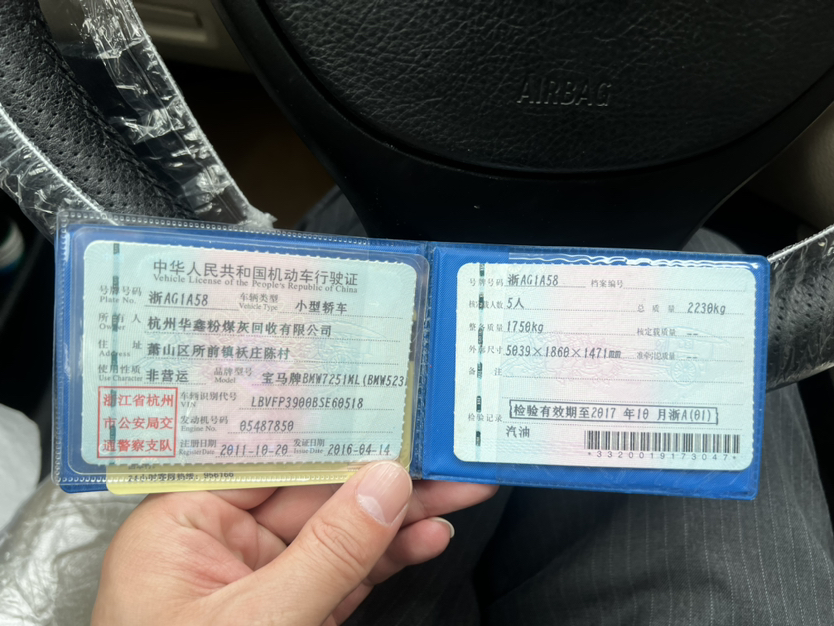 AIRBAG
中华人民共和国机动车行驶证
Vehicle License of the People's Republic of China
号牌号码 浙AG1A58 车辆类型 小型轿车
Plate No. Vehicle Type
所有人 杭州华鑫粉煤灰回收有限公司
Owner
住址 萧山区所前镇袄庄陈村
Address
使用性质 非营运 品牌型号 宝马牌BMW7251ML(BMW523
Use Character Model
浙江省杭州
市公安局交
通警察支队
车辆识别代号 LBVFP3900BSE60518
VIN
发动机号码 05487850
Engine No.
注册日期 2011-10-20 发证日期 2016-04-14
Register Date Issue Date
号牌号码 浙AG1A58 档案编号
核定载人数 5人 总质量 2230kg
整备质量 1750kg 核定载质量 --
外廓尺寸 5039×1860×1471mm 准牵引总质量 --
备注
检验记录 检验有效期至2017年10月浙A(01)
汽油
*3320019173047*